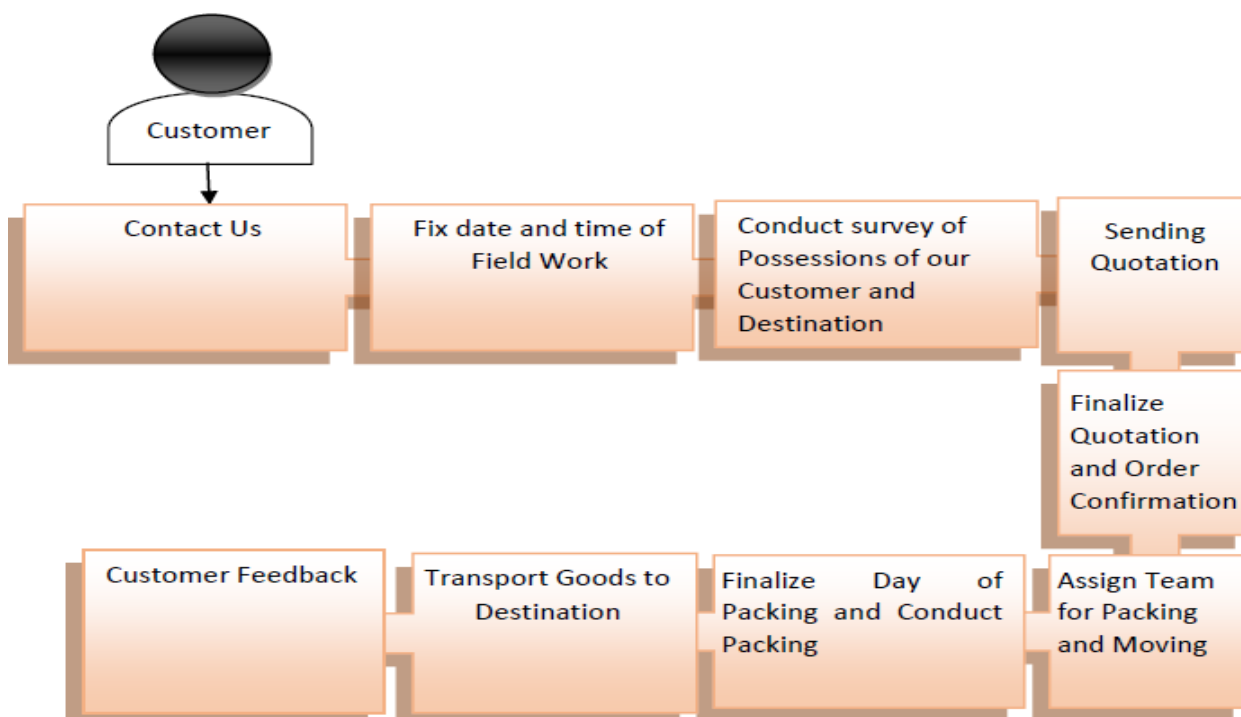 Customer
Contact Us
Fix date and time of
Field Work
Conduct survey of
Possessions of our
Customer and
Destination
Sending
Quotation
Finalize
Quotation
and Order
Confirmation
Assign Team
for Packing
and Moving
Finalize Day of
Packing and Conduct
Packing
Transport Goods to
Destination
Customer Feedback